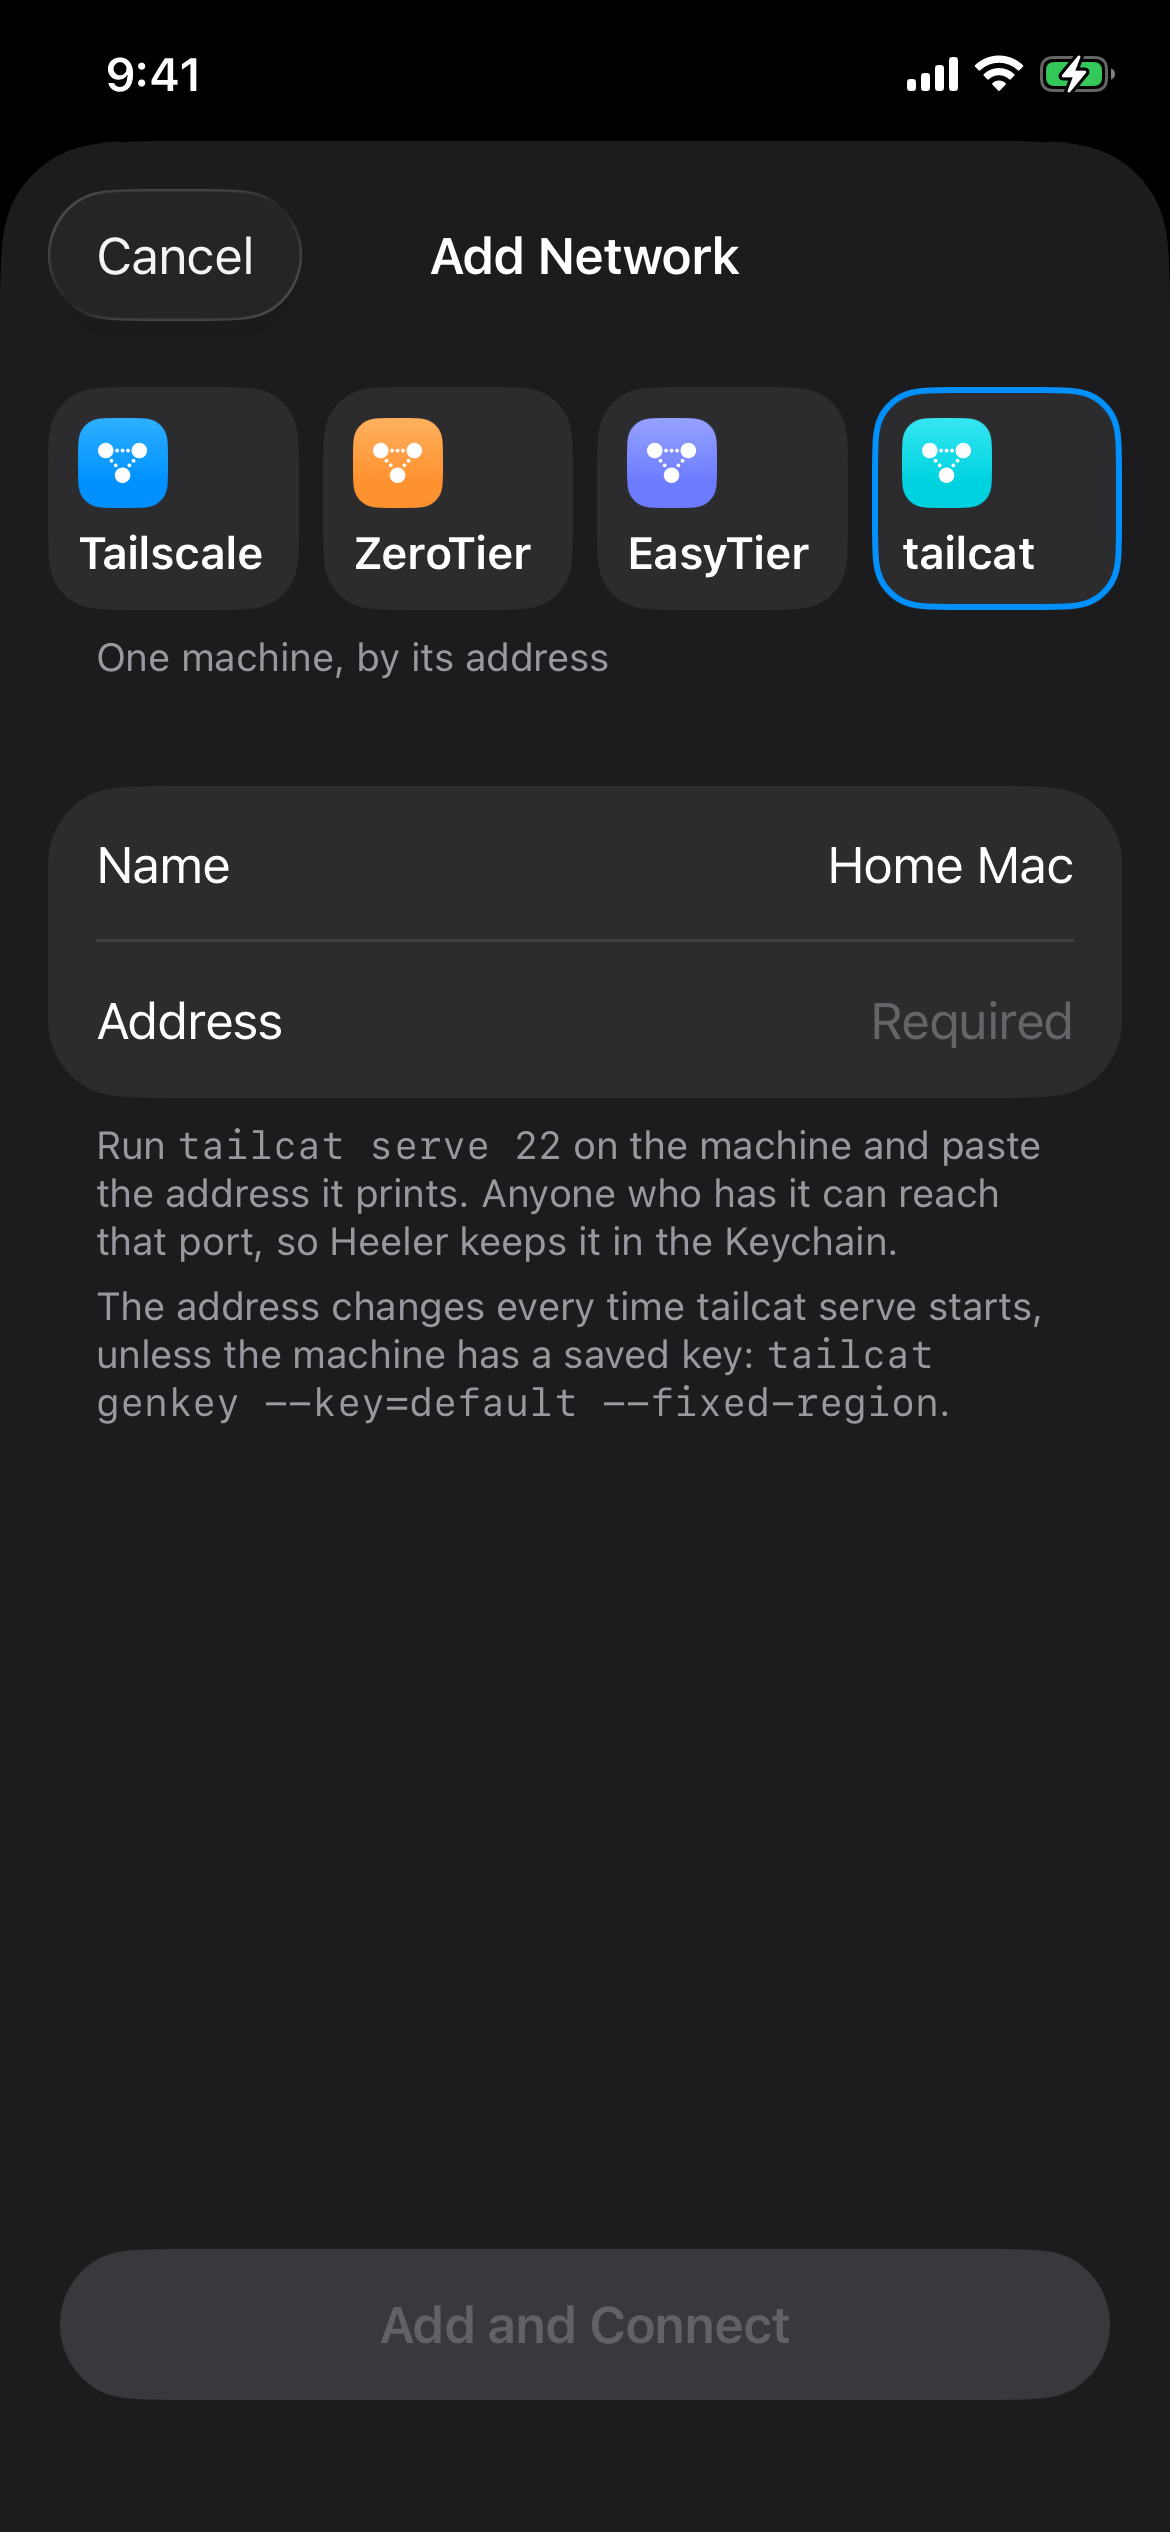 9:41
Cancel
Add Network
Tailscale
ZeroTier
EasyTier
tailcat
One machine, by its address
Name
Home Mac
Address
Required
Run tailcat serve 22 on the machine and paste
the address it prints. Anyone who has it can reach
that port, so Heeler keeps it in the Keychain.
The address changes every time tailcat serve starts,
unless the machine has a saved key: tailcat
genkey --key=default --fixed-region.
Add and Connect